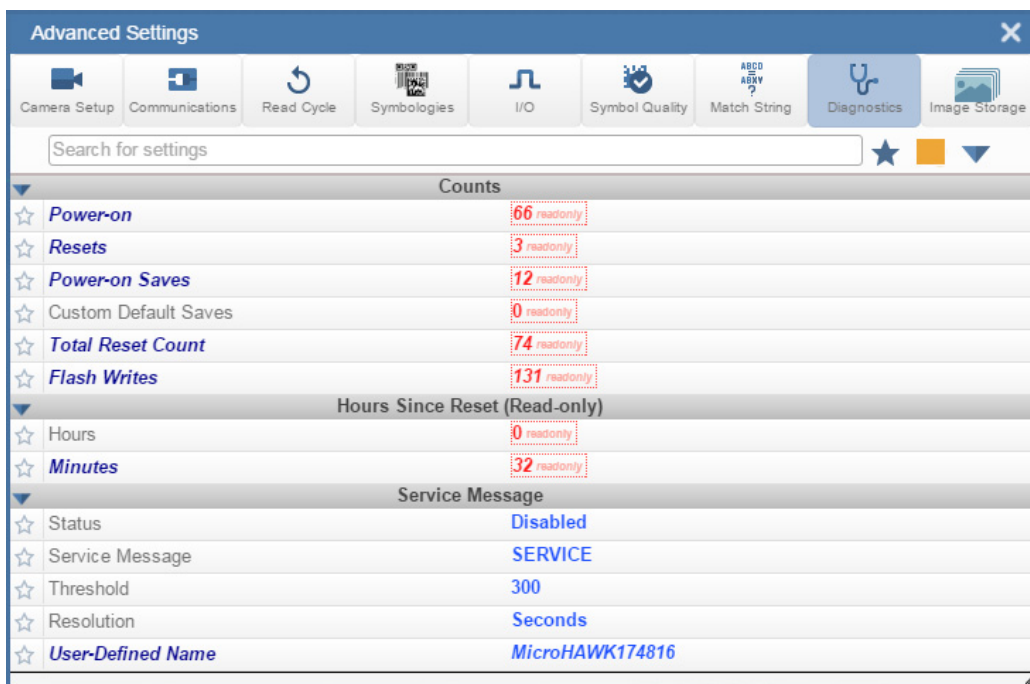 Advanced Settings
Camera Setup Communications Read Cycle Symbologies I/O Symbol Quality Match String Diagnostics Image Storage
ABCD
=
ABXY
?
Search for settings
Counts
Power-on 66 readonly
Resets 3 readonly
Power-on Saves 12 readonly
Custom Default Saves 0 readonly
Total Reset Count 74 readonly
Flash Writes 131 readonly
Hours Since Reset (Read-only)
Hours 0 readonly
Minutes 32 readonly
Service Message
Status Disabled
Service Message SERVICE
Threshold 300
Resolution Seconds
User-Defined Name MicroHAWK174816